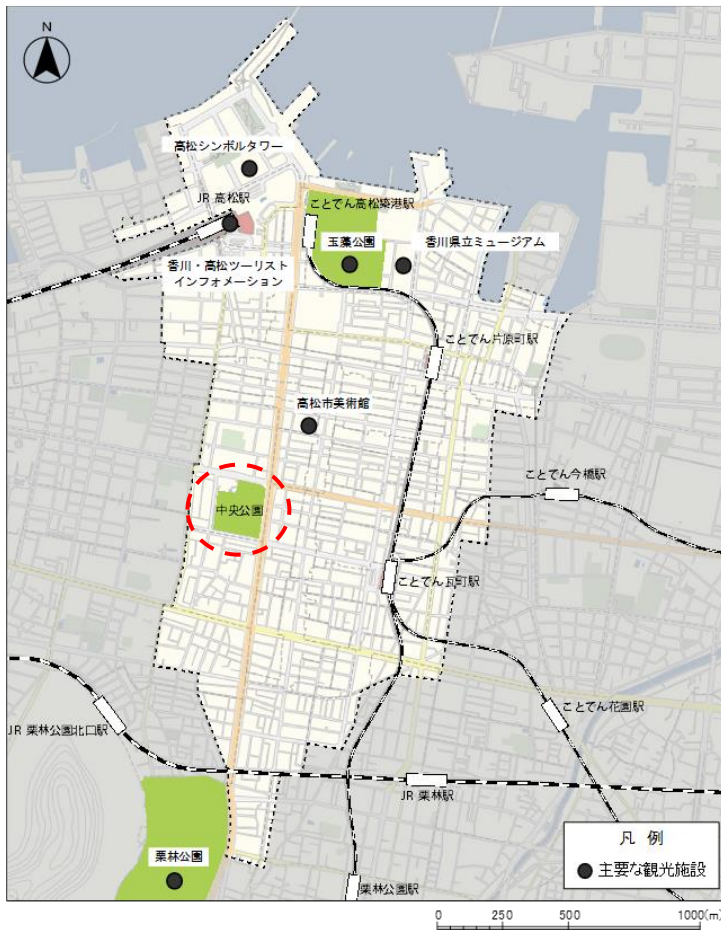 N
高松シンボルタワー
JR 高松駅
ことでん高松築港駅
玉藻公園
香川県立ミュージアム
香川・高松ツーリスト
インフォメーション
ことでん片原町駅
高松市美術館
ことでん今橋駅
中央公園
ことでん瓦町駅
ことでん花園駅
JR 栗林公園北口駅
JR 栗林駅
栗林公園
栗林公園駅
凡 例
主要な観光施設
0 250 500 1000(m)